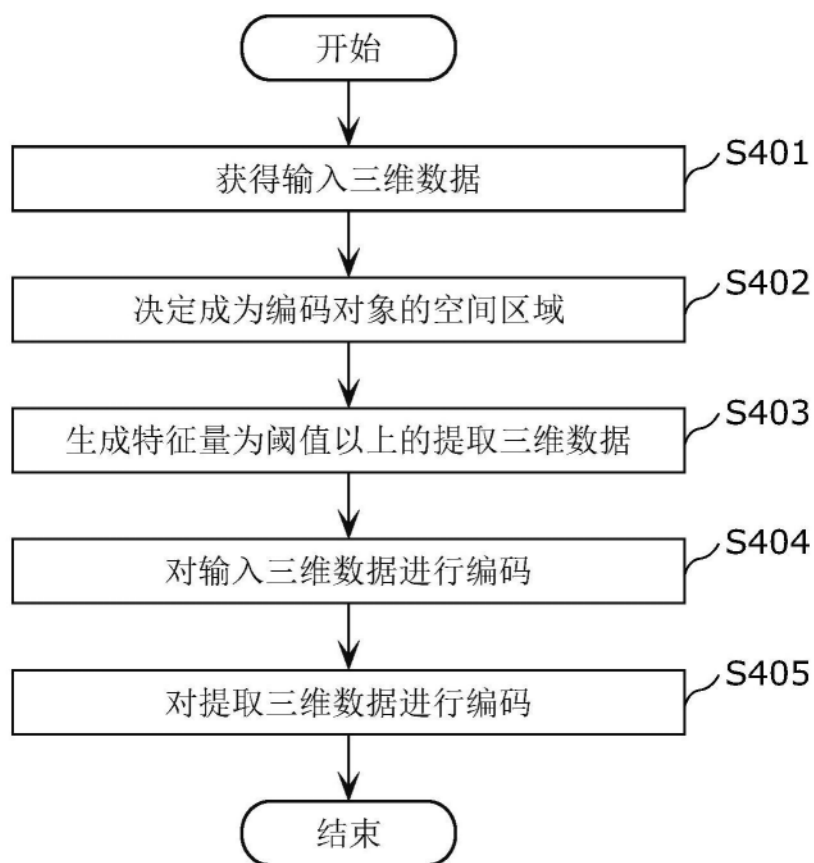 开始
获得输入三维数据
S401
决定成为编码对象的空间区域
S402
生成特征量为阈值以上的提取三维数据
S403
对输入三维数据进行编码
S404
对提取三维数据进行编码
S405
结束